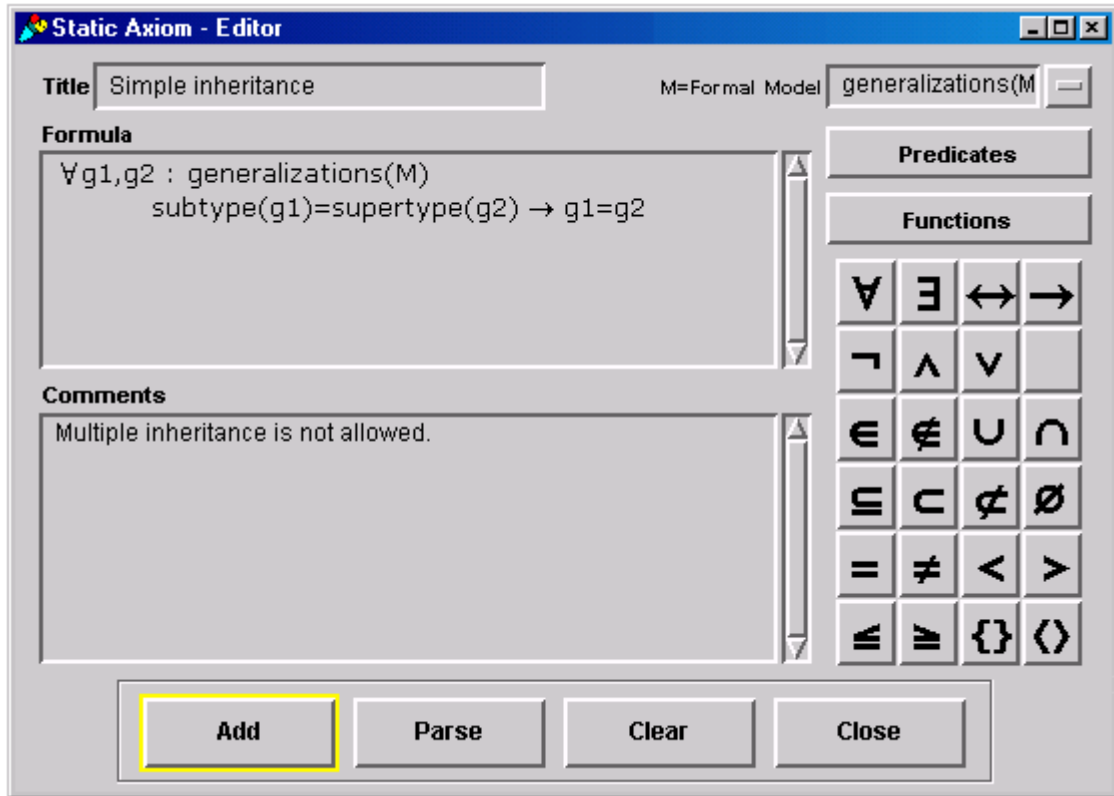 Static Axiom - Editor
Title Simple inheritance M=Formal Model generalizations(M
Formula
∀g1,g2 : generalizations(M)
subtype(g1)=supertype(g2) → g1=g2
Predicates
Functions
∀ ∃ ↔ →
¬ ∧ ∨
∈ ∉ ∪ ∩
⊆ ⊂ ⊄ Ø
= ≠ < >
≦ ≧ {} ⟨⟩
Comments
Multiple inheritance is not allowed.
Add Parse Clear Close